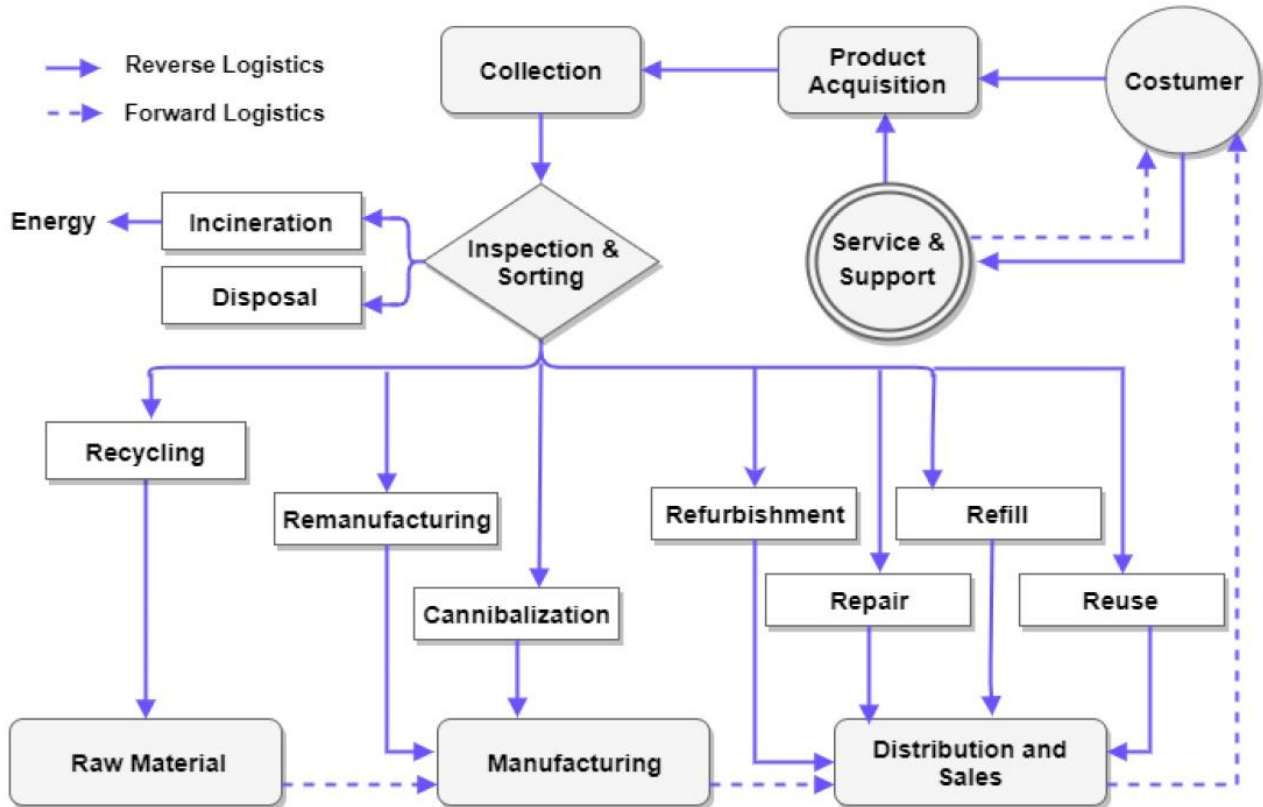 Reverse Logistics
Forward Logistics
Collection
Product
Acquisition
Costumer
Energy
Incineration
Disposal
Inspection &
Sorting
Service &
Support
Recycling
Remanufacturing
Cannibalization
Refurbishment
Refill
Repair
Reuse
Raw Material
Manufacturing
Distribution and
Sales